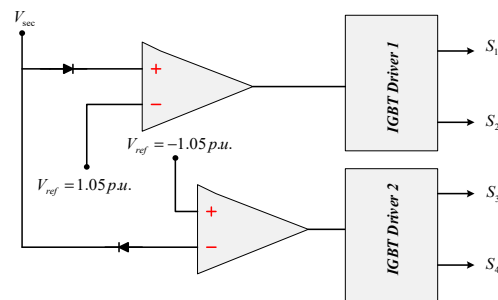 V_sec
+
−
IGBT Driver 1
S_1
S_2
V_ref = 1.05 p.u.
V_ref = −1.05 p.u.
+
−
IGBT Driver 2
S_3
S_4